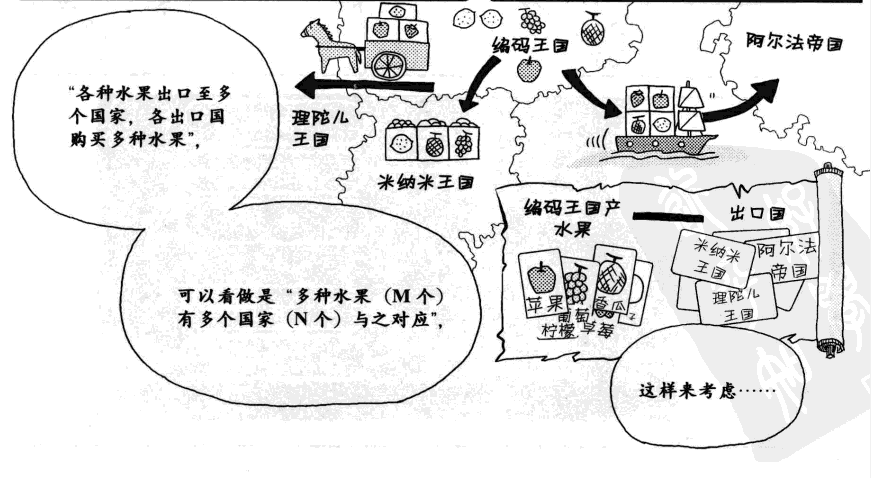 编码王国
阿尔法帝国
“各种水果出口至多
个国家，各出口国
购买多种水果”，
理陀儿
王国
米纳米王国
编码王国产
水果
出口国
苹果
葡萄
香瓜
柠檬
草莓
米纳米
王国
阿尔法
帝国
理陀儿
王国
可以看做是“多种水果（M 个）
有多个国家（N 个）与之对应”，
这样来考虑……